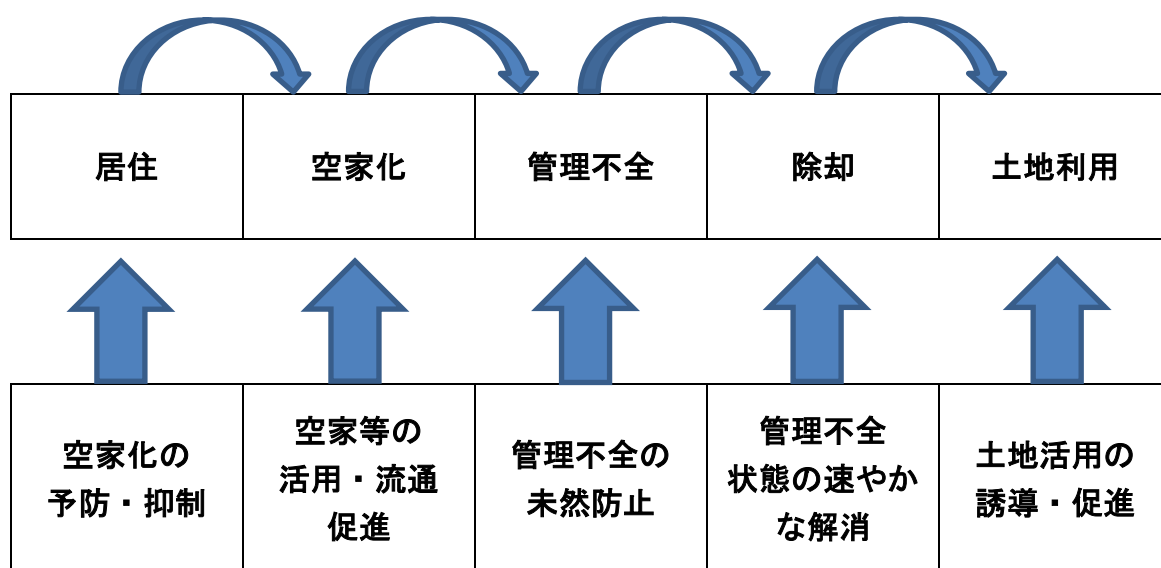 居住
空家化
管理不全
除却
土地利用
空家化の
予防・抑制
空家等の
活用・流通
促進
管理不全の
未然防止
管理不全
状態の速やか
な解消
土地活用の
誘導・促進